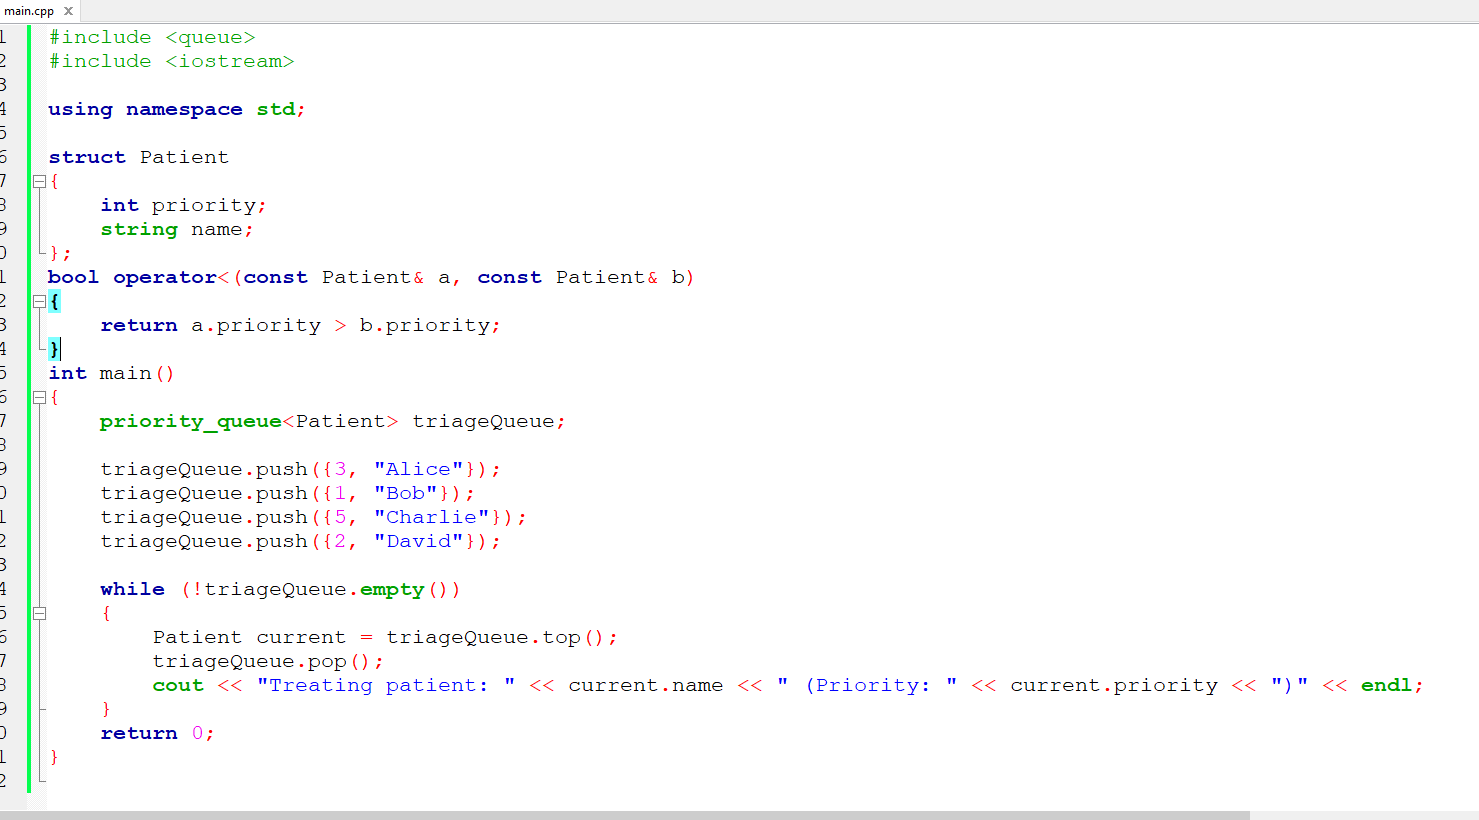 main.cpp
1 #include <queue>
2 #include <iostream>
3
4 using namespace std;
5
6 struct Patient
7 {
8     int priority;
9     string name;
0 };
1 bool operator<(const Patient& a, const Patient& b)
2 {
3     return a.priority > b.priority;
4 }
5 int main()
6 {
7     priority_queue<Patient> triageQueue;
8
9     triageQueue.push({3, "Alice"});
0     triageQueue.push({1, "Bob"});
1     triageQueue.push({5, "Charlie"});
2     triageQueue.push({2, "David"});
3
4     while (!triageQueue.empty())
5     {
6         Patient current = triageQueue.top();
7         triageQueue.pop();
8         cout << "Treating patient: " << current.name << " (Priority: " << current.priority << ")" << endl;
9     }
0     return 0;
1 }
2